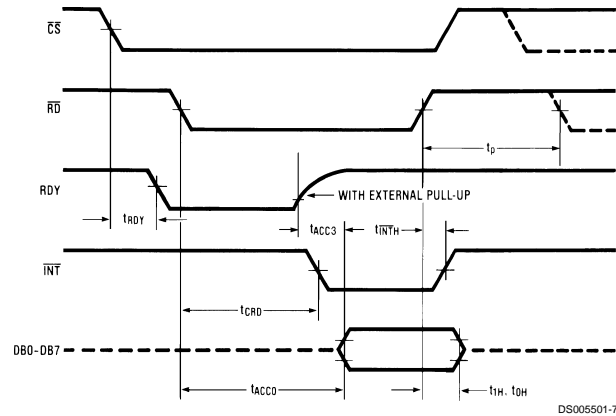 CS
RD
tp
RDY
WITH EXTERNAL PULL-UP
tRDY
tACC3
tINTH
INT
tCRD
DB0-DB7
tACC0
t1H, t0H
DS005501-7